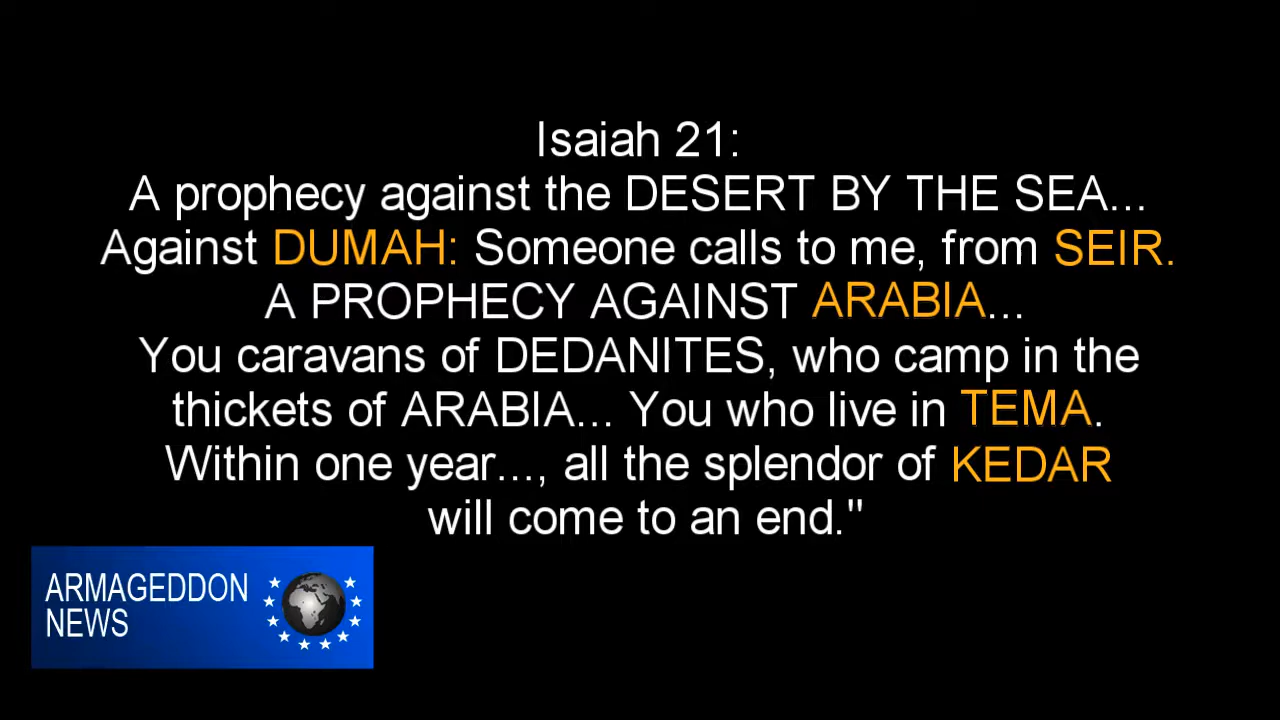 Isaiah 21:
A prophecy against the DESERT BY THE SEA...
Against DUMAH: Someone calls to me, from SEIR.
A PROPHECY AGAINST ARABIA...
You caravans of DEDANITES, who camp in the
thickets of ARABIA... You who live in TEMA.
Within one year..., all the splendor of KEDAR
will come to an end."
ARMAGEDDON
NEWS